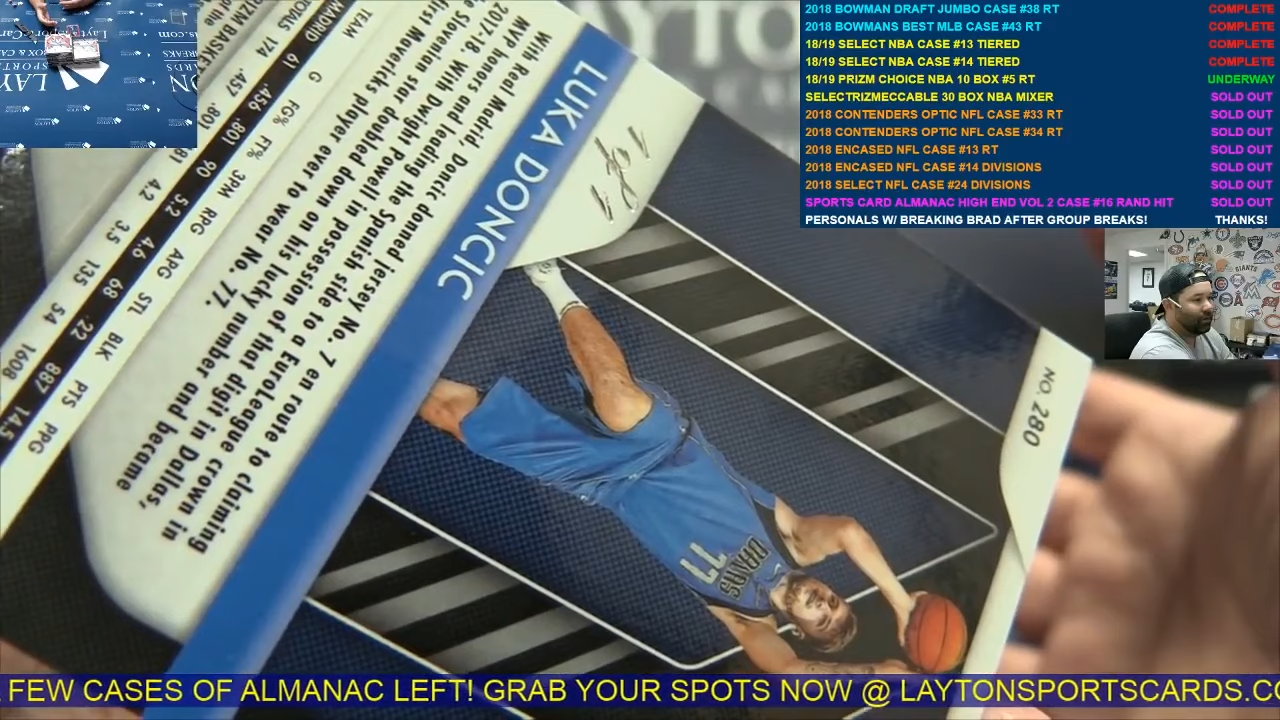 2018 BOWMAN DRAFT JUMBO CASE #38 RT COMPLETE
2018 BOWMANS BEST MLB CASE #43 RT COMPLETE
18/19 SELECT NBA CASE #13 TIERED COMPLETE
18/19 SELECT NBA CASE #14 TIERED COMPLETE
18/19 PRIZM CHOICE NBA 10 BOX #5 RT UNDERWAY
SELECTRIZMECCABLE 30 BOX NBA MIXER SOLD OUT
2018 CONTENDERS OPTIC NFL CASE #33 RT SOLD OUT
2018 CONTENDERS OPTIC NFL CASE #34 RT SOLD OUT
2018 ENCASED NFL CASE #13 RT SOLD OUT
2018 ENCASED NFL CASE #14 DIVISIONS SOLD OUT
2018 SELECT NFL CASE #24 DIVISIONS SOLD OUT
SPORTS CARD ALMANAC HIGH END VOL 2 CASE #16 RAND HIT SOLD OUT
PERSONALS W/ BREAKING BRAD AFTER GROUP BREAKS! THANKS!
NO. 280
1 of 1
LUKA DONCIC
With Real Madrid, Doncic donned jersey No. 7 en route to claiming
MVP honors and leading the Spanish side to a EuroLeague crown in
2017-18. With Dwight Powell in possession of that digit in Dallas,
the Slovenian star doubled down on his lucky number and became
first Mavericks player ever to wear No. 77.
TEAM G FG% FT% 3PM RPG APG STL BLK PTS PPG
MADRID 61 .456 .801 90 5.2 4.6 68 .22 887 14.5
TOTALS 174 .457 .801 4.2 3.5 135 54 1608
77
FEW CASES OF ALMANAC LEFT! GRAB YOUR SPOTS NOW @ LAYTONSPORTSCARDS.CO